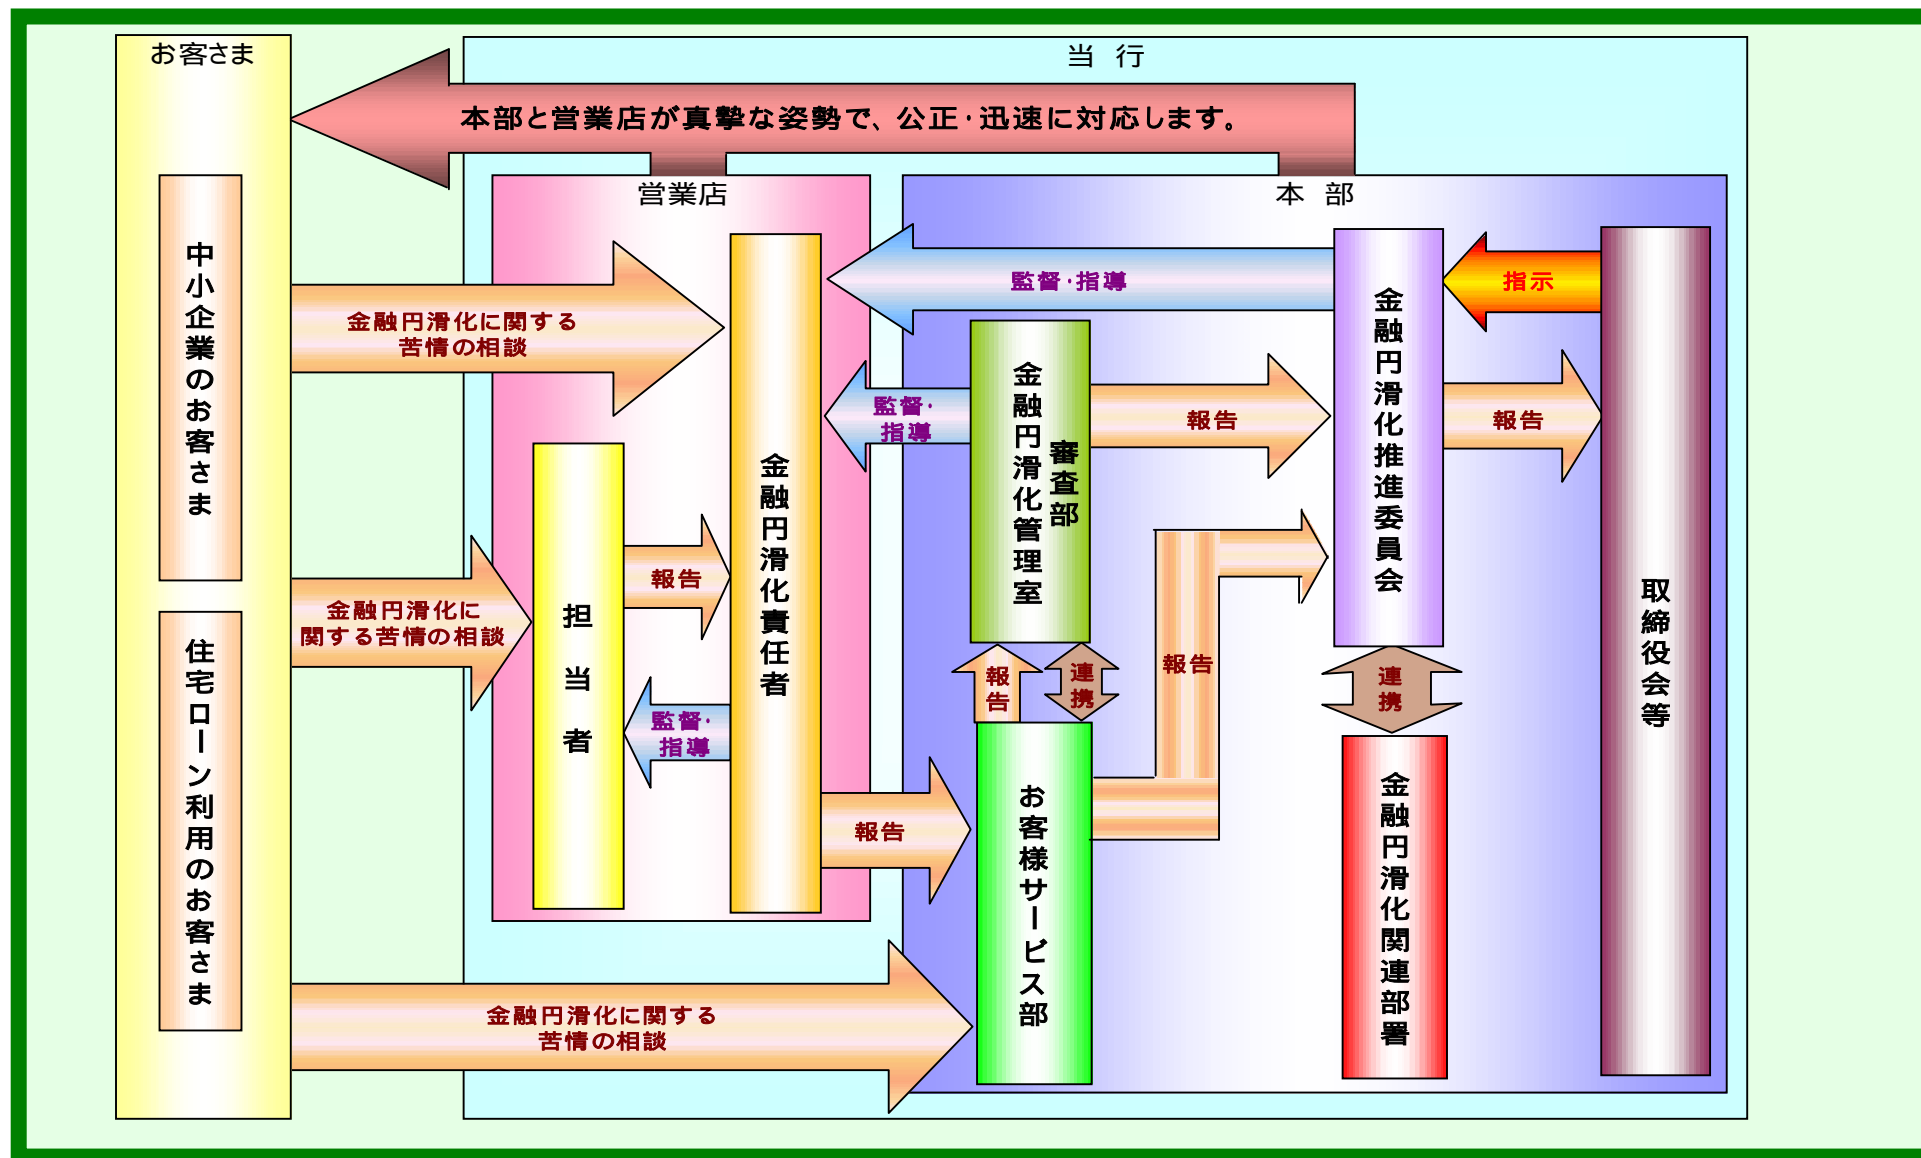 お客さま
当 行
本部と営業店が真摯な姿勢で、公正・迅速に対応します。
営業店
本 部
中小企業のお客さま
住宅ローン利用のお客さま
金融円滑化に関する
苦情の相談
金融円滑化に
関する苦情の相談
金融円滑化に関する
苦情の相談
担当者
報告
監督・
指導
金融円滑化責任者
報告
監督・指導
監督・
指導
審査部
金融円滑化管理室
報告
報告
連携
お客様サービス部
報告
金融円滑化推進委員会
連携
金融円滑化関連部署
指示
報告
取締役会等